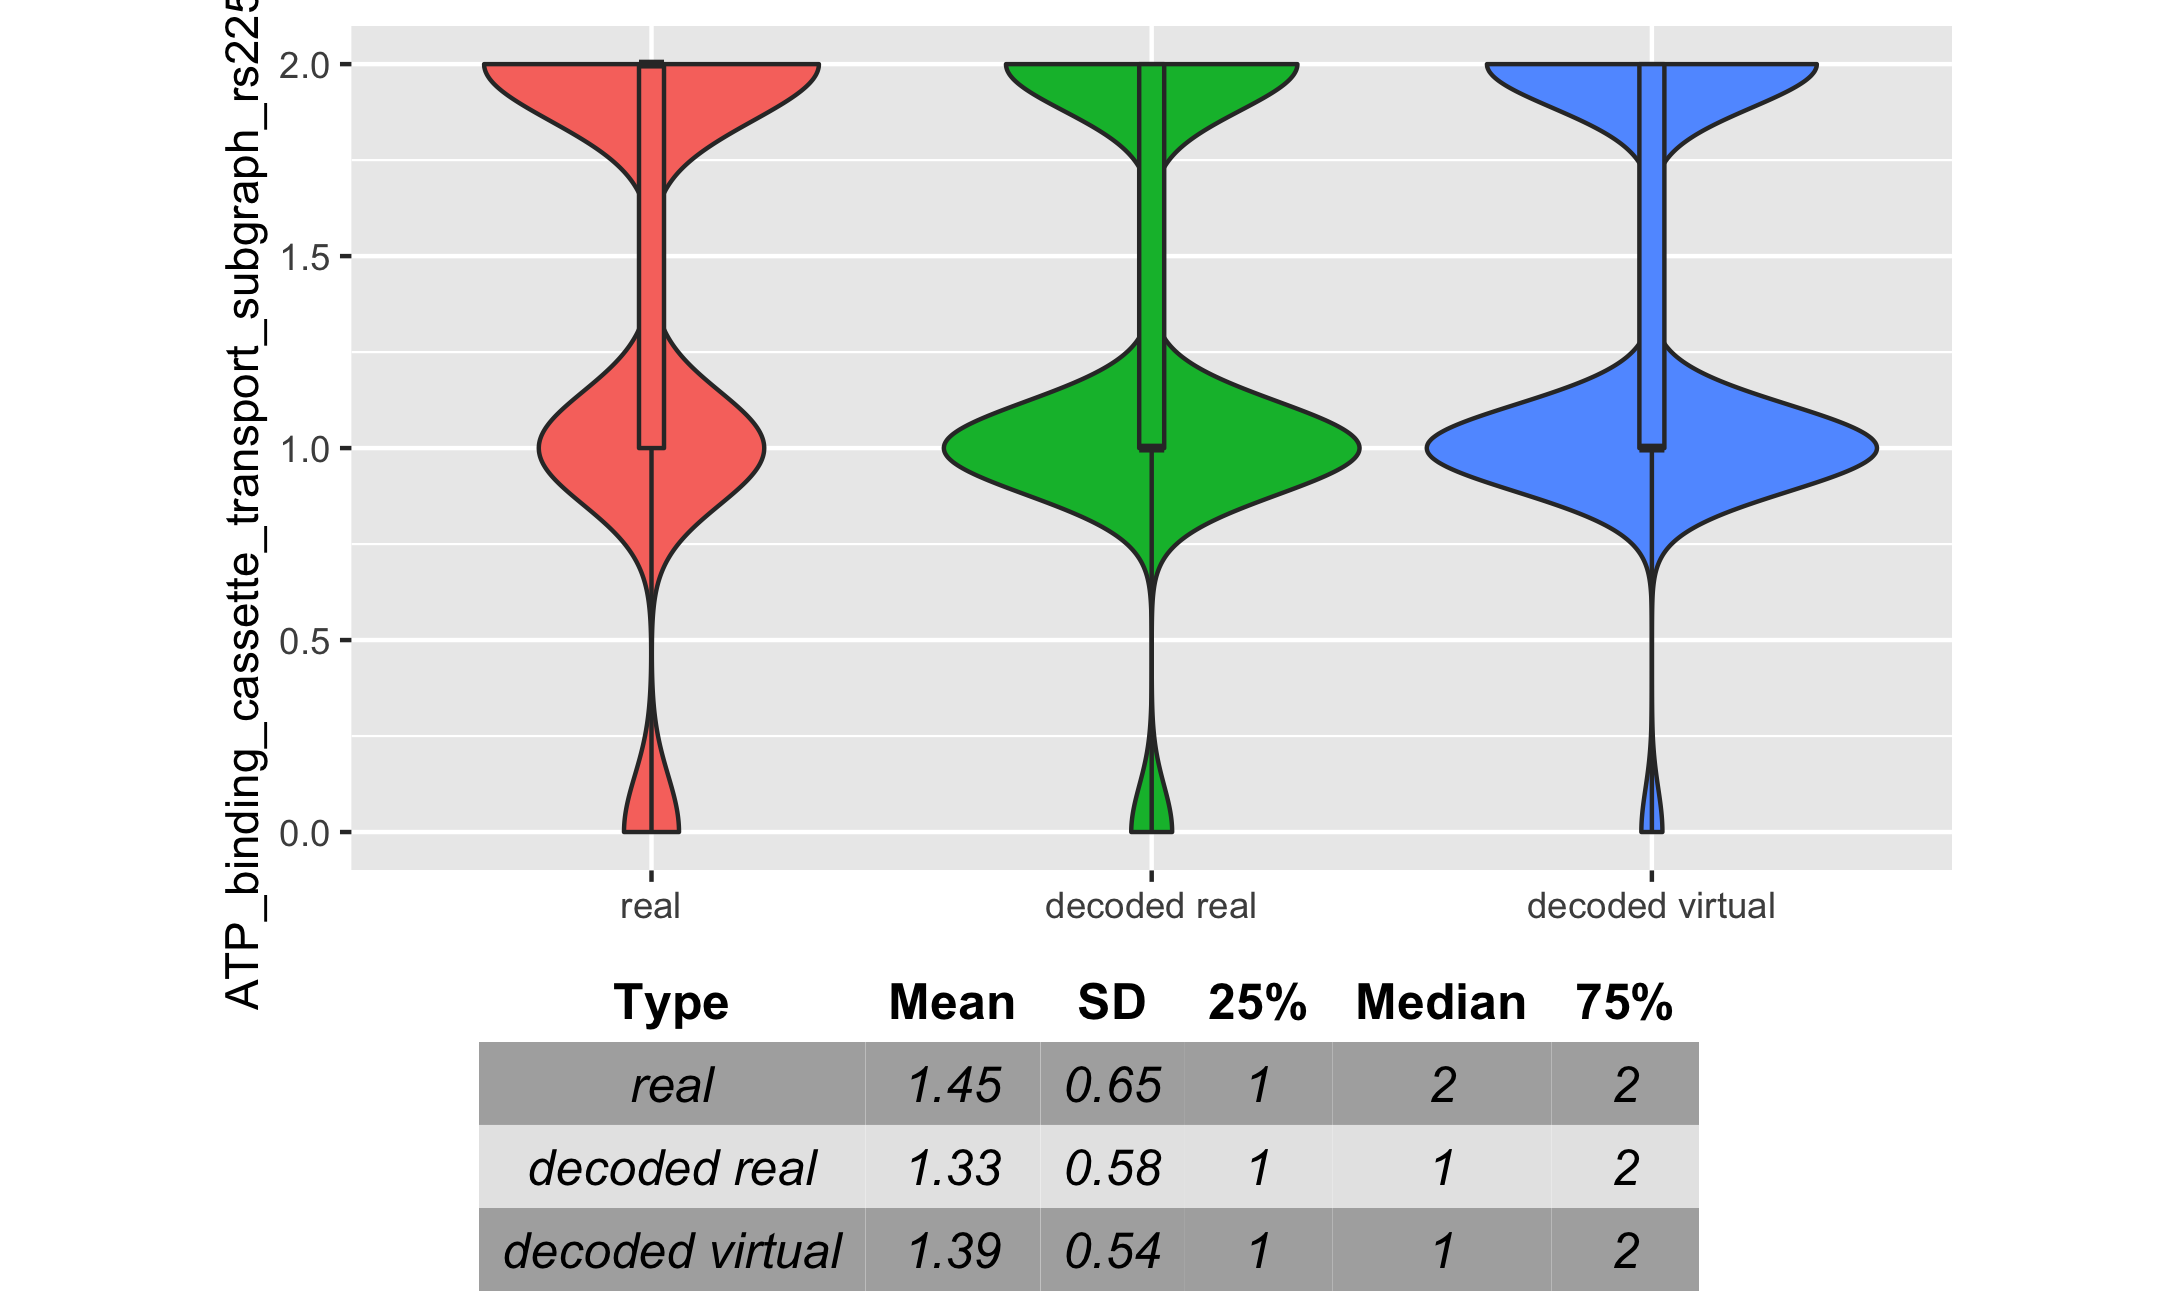 ATP_binding_cassette_transport_subgraph_rs225
2.0
1.5
1.0
0.5
0.0
real decoded real decoded virtual
Type Mean SD 25% Median 75%
real 1.45 0.65 1 2 2
decoded real 1.33 0.58 1 1 2
decoded virtual 1.39 0.54 1 1 2